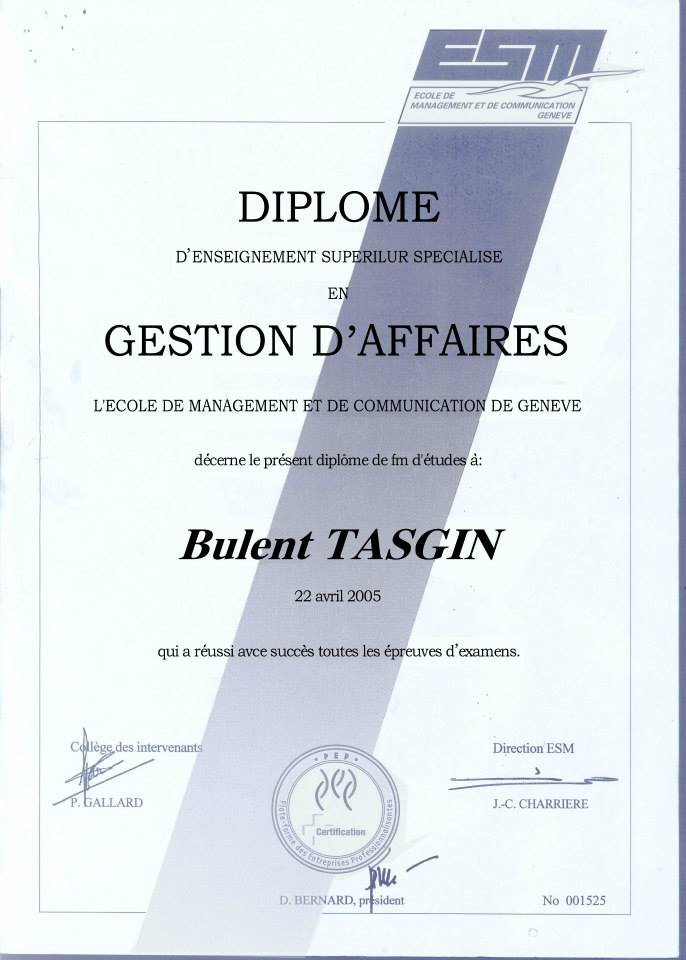 ESM
ECOLE DE
MANAGEMENT ET DE COMMUNICATION
GENEVE
DIPLOME
D'ENSEIGNEMENT SUPERILUR SPECIALISE
EN
GESTION D'AFFAIRES
L'ECOLE DE MANAGEMENT ET DE COMMUNICATION DE GENEVE
décerne le présent diplôme de fm d'études à:
Bulent TASGIN
22 avril 2005
qui a réussi avce succès toutes les épreuves d'examens.
Collège des intervenants
P. GALLARD
Direction ESM
J.-C. CHARRIERE
• PEP •
Certification
Plate-forme des Entreprises Professionnalisantes
D. BERNARD, président
No 001525